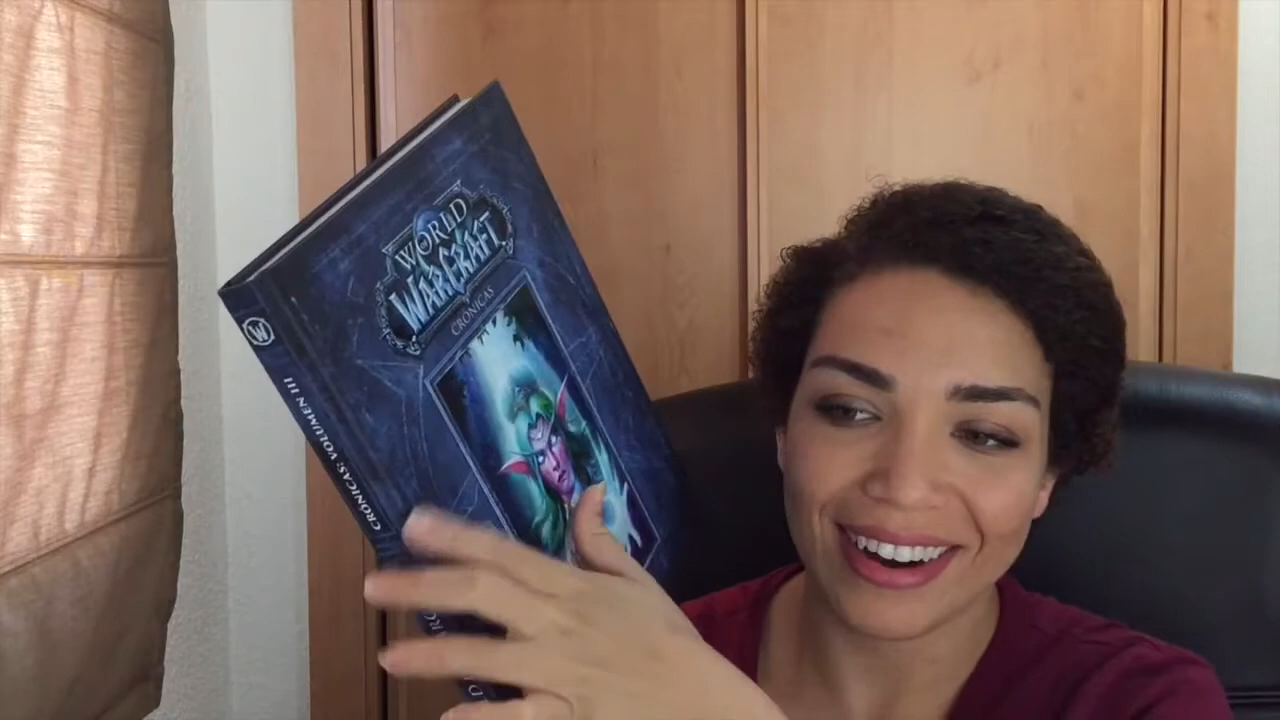 WORLD
WARCRAFT
CRÓNICAS
W
CRÓNICAS: VOLUMEN III